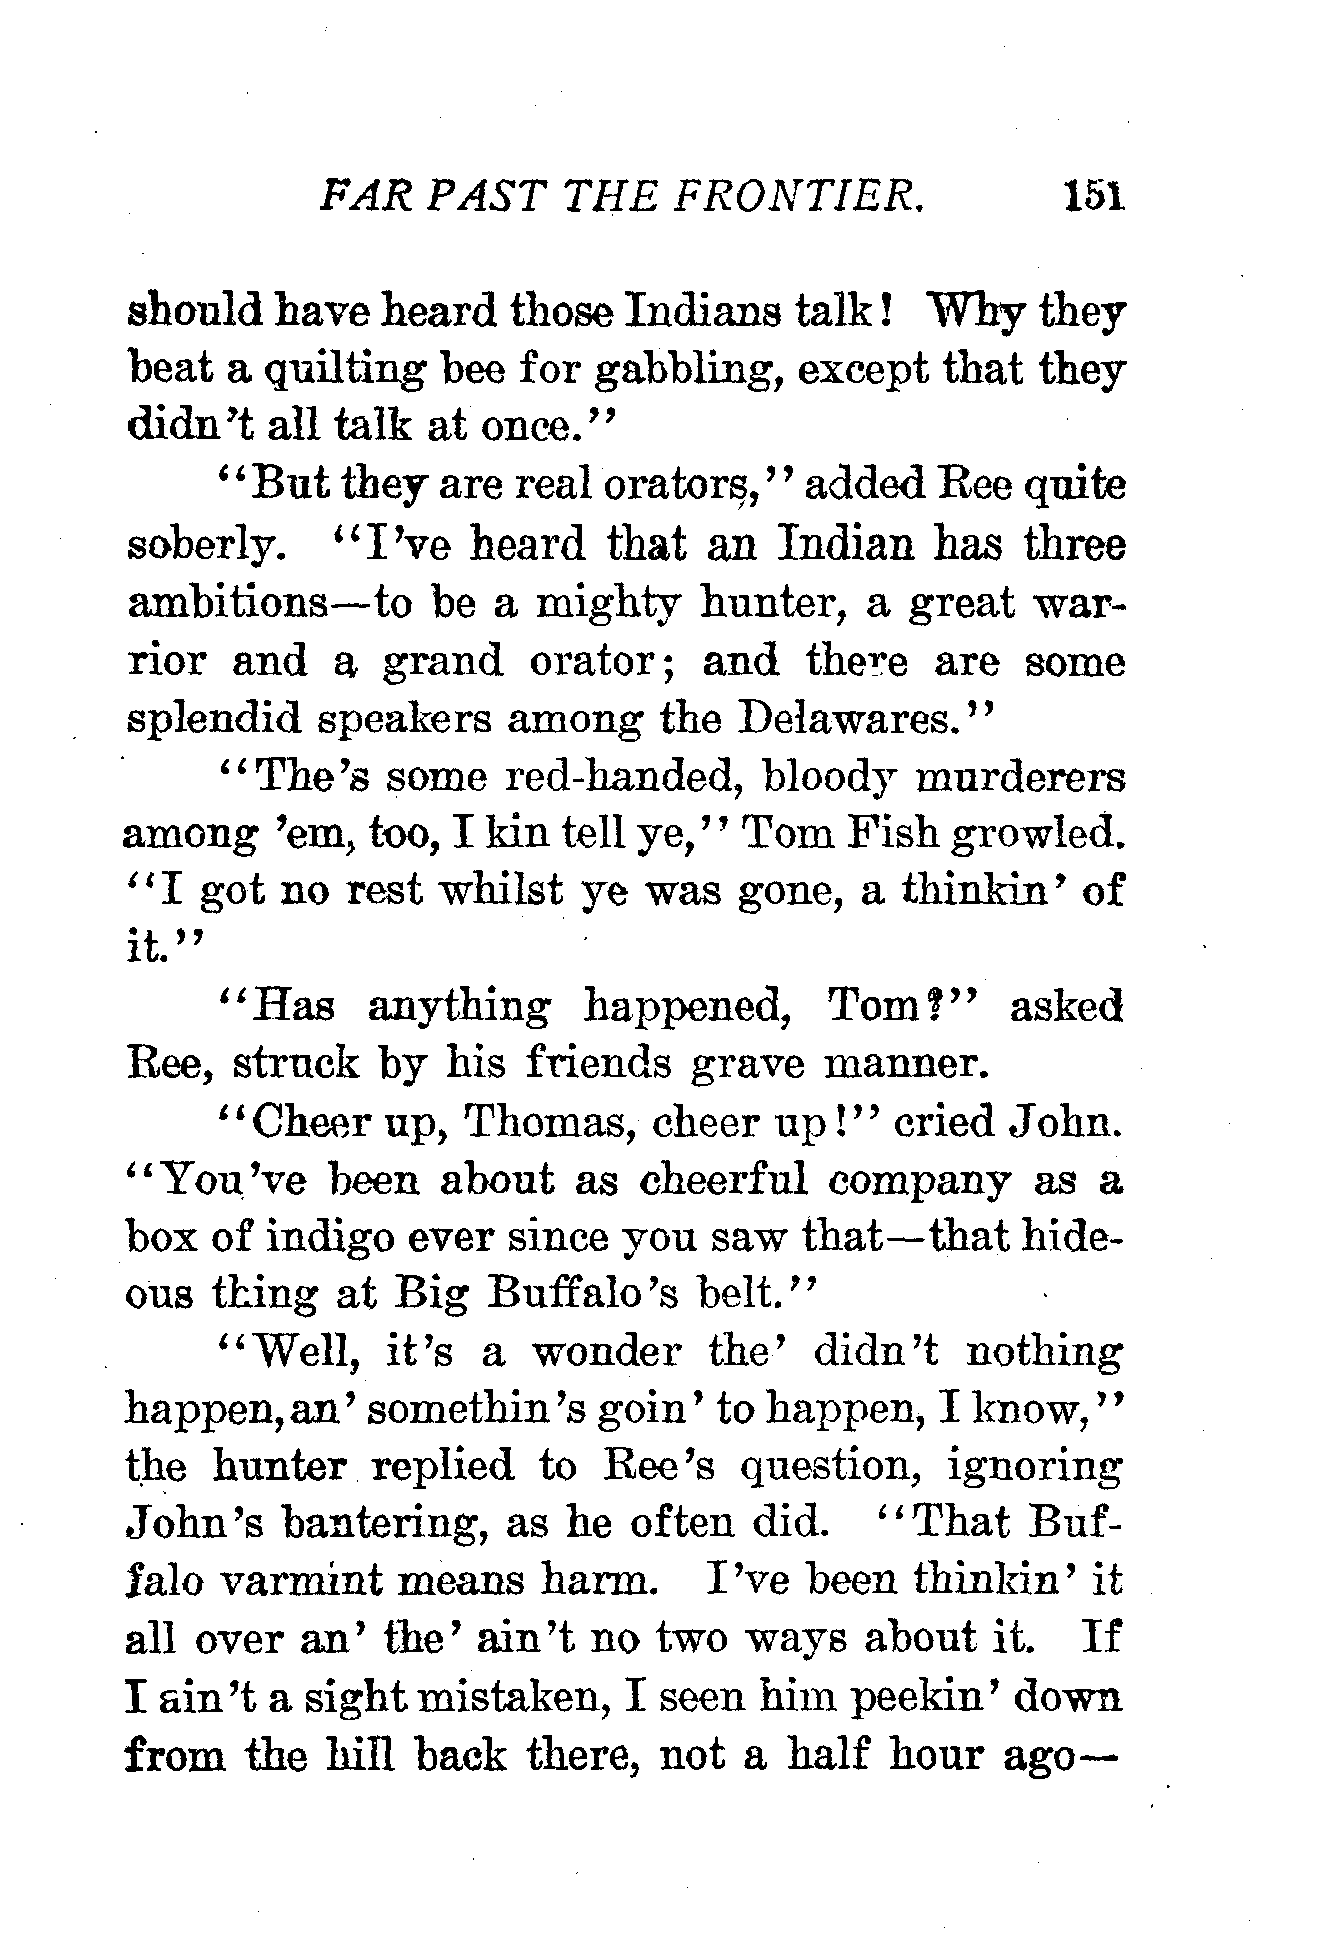 FAR PAST THE FRONTIER. 151
should have heard those Indians talk! Why they
beat a quilting bee for gabbling, except that they
didn't all talk at once."
"But they are real orators," added Ree quite
soberly. "I've heard that an Indian has three
ambitions—to be a mighty hunter, a great war-
rior and a grand orator; and there are some
splendid speakers among the Delawares."
"The's some red-handed, bloody murderers
among 'em, too, I kin tell ye," Tom Fish growled.
"I got no rest whilst ye was gone, a thinkin' of
it."
"Has anything happened, Tom?" asked
Ree, struck by his friends grave manner.
"Cheer up, Thomas, cheer up!" cried John.
"You've been about as cheerful company as a
box of indigo ever since you saw that—that hide-
ous thing at Big Buffalo's belt."
"Well, it's a wonder the' didn't nothing
happen, an' somethin's goin' to happen, I know,"
the hunter replied to Ree's question, ignoring
John's bantering, as he often did. "That Buf-
falo varmint means harm. I've been thinkin' it
all over an' the' ain't no two ways about it. If
I ain't a sight mistaken, I seen him peekin' down
from the hill back there, not a half hour ago—